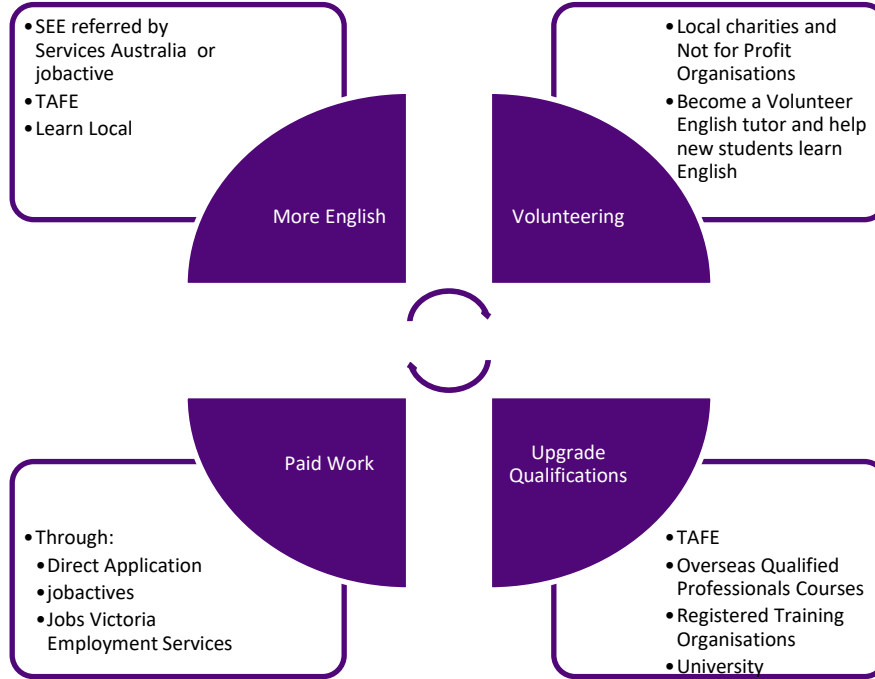 •SEE referred by
Services Australia  or
jobactive
•TAFE
•Learn Local
•Local charities and
Not for Profit
Organisations
•Become a Volunteer
English tutor and help
new students learn
English
More English
Volunteering
Paid Work
Upgrade
Qualifications
•Through:
•Direct Application
•jobactives
•Jobs Victoria
Employment Services
•TAFE
•Overseas Qualified
Professionals Courses
•Registered Training
Organisations
•University